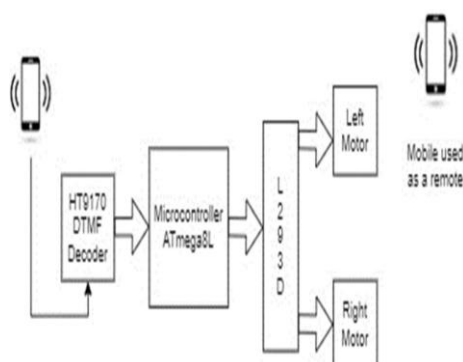 HT9170
DTMF
Decoder
Microcontroller
ATmega8L
L
2
9
3
D
Left
Motor
Right
Motor
Mobile used
as a remote